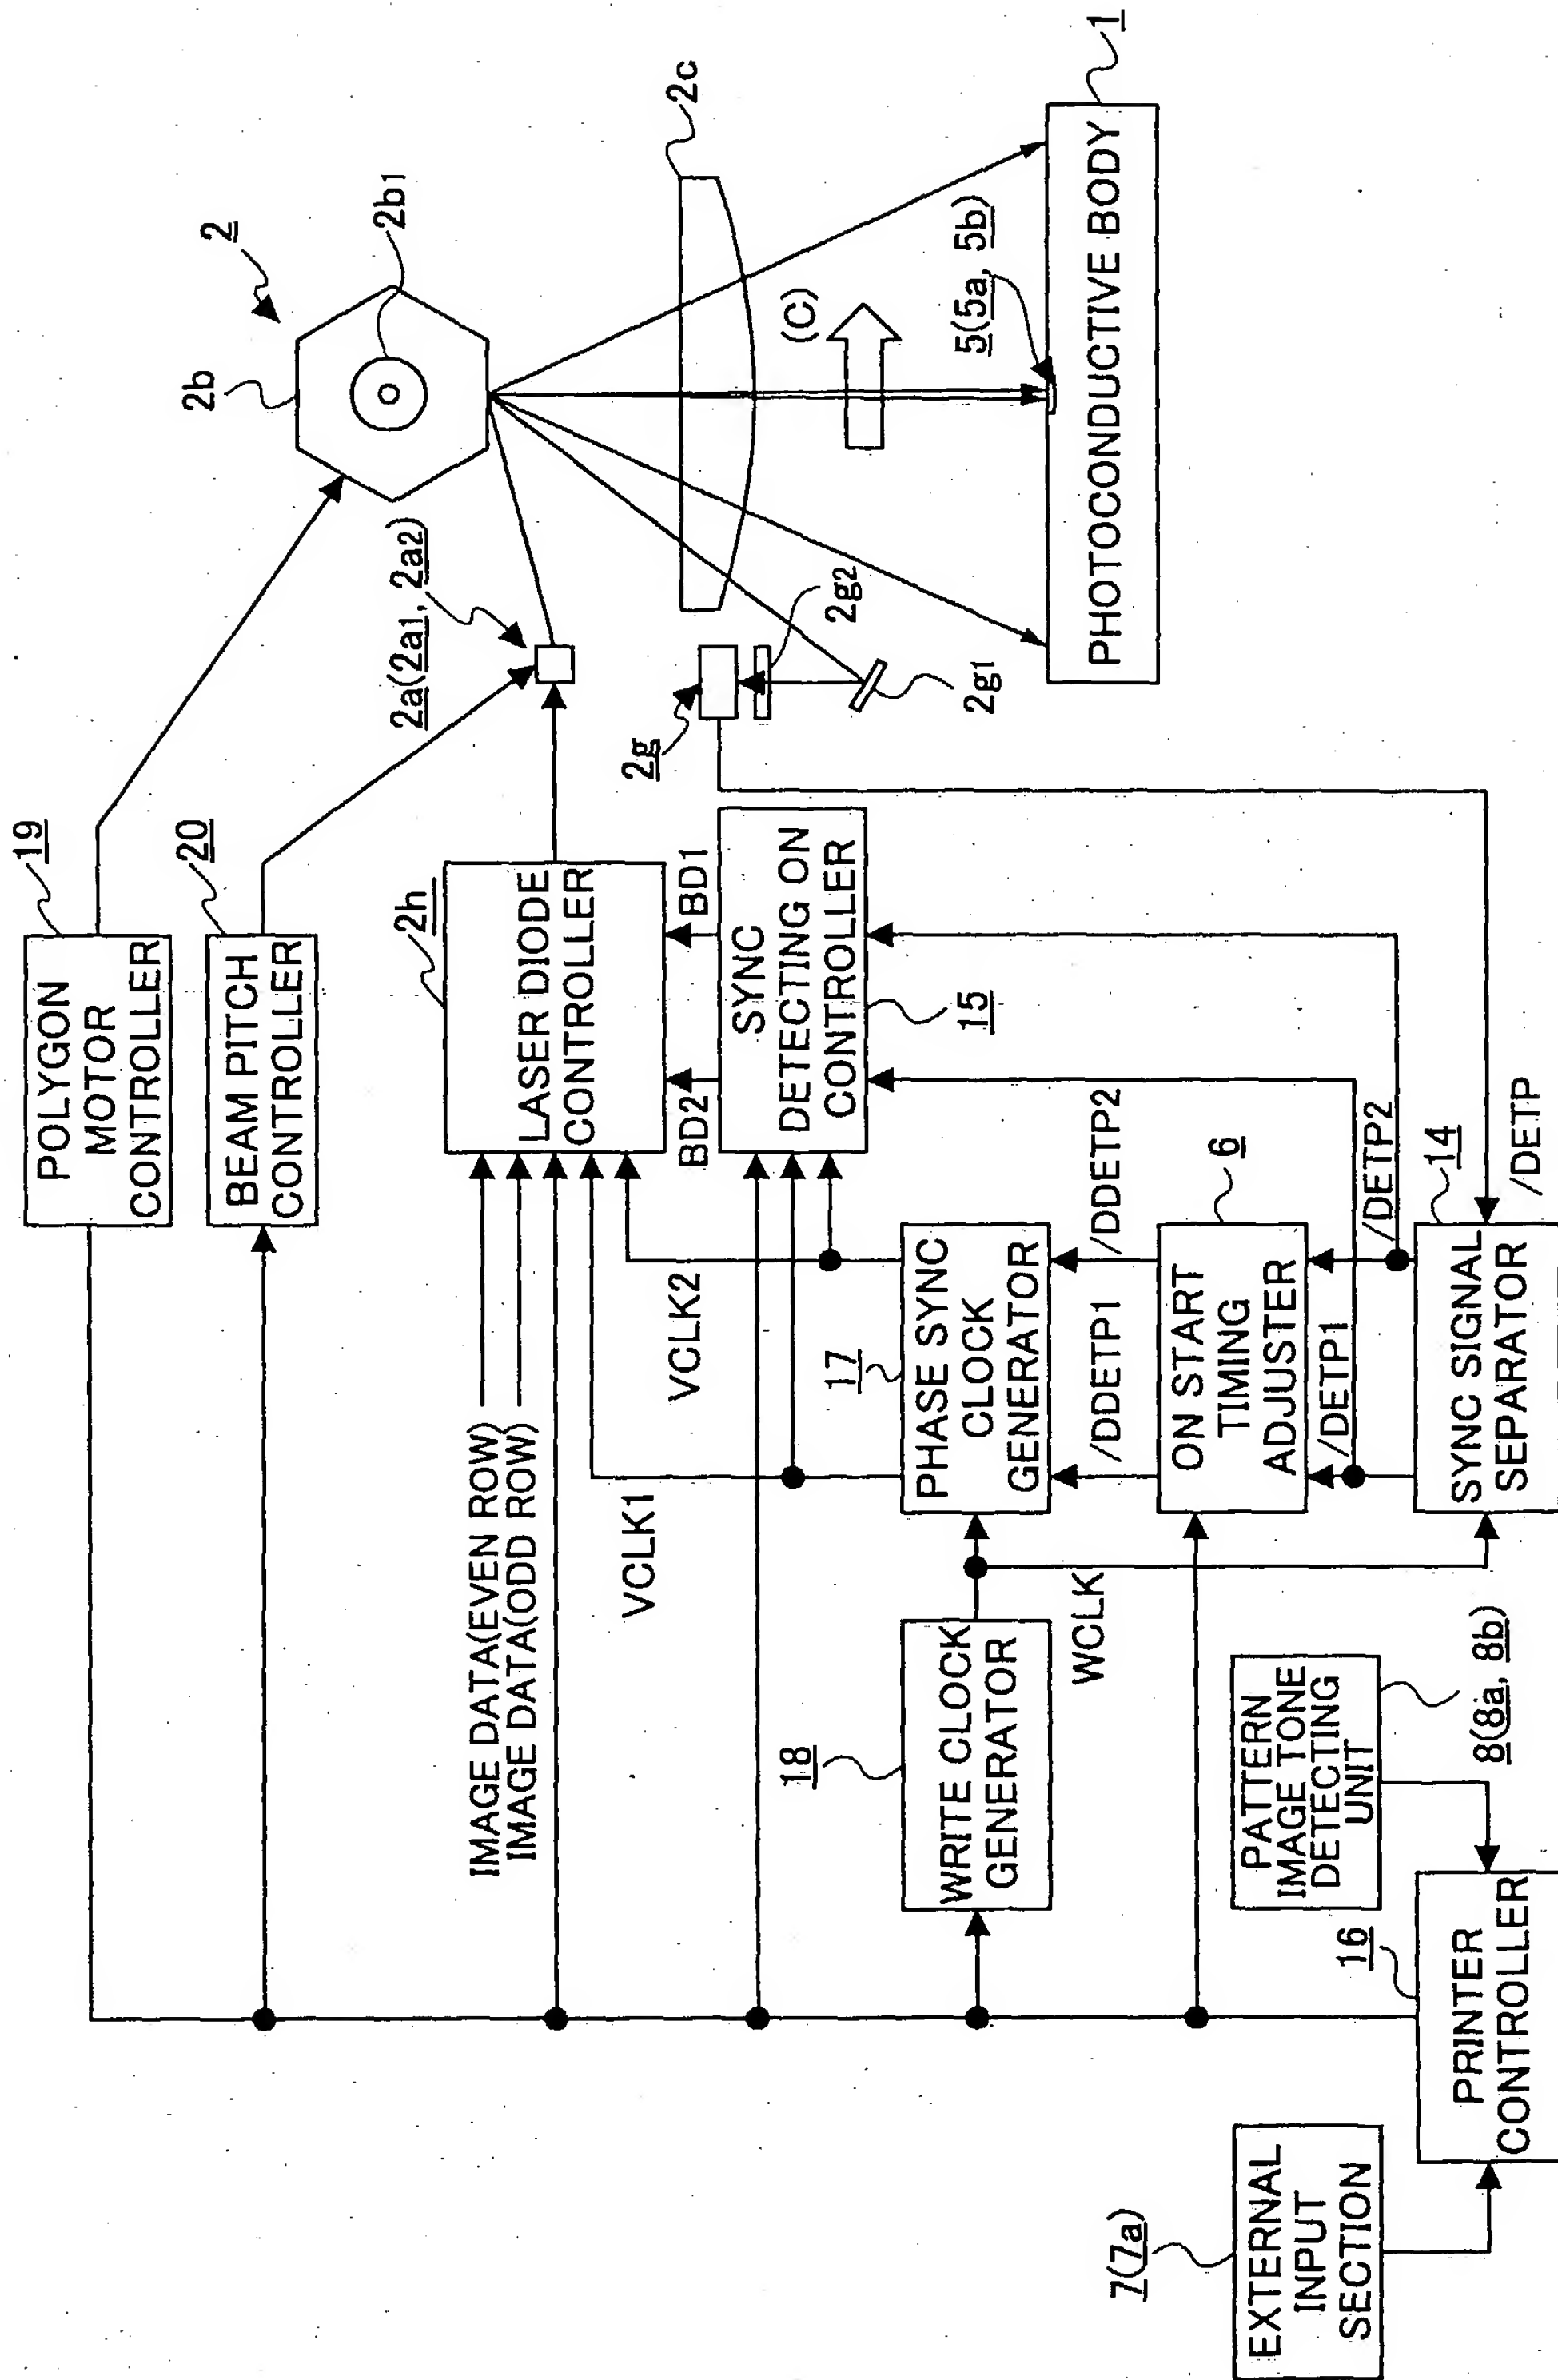 POLYGON
MOTOR
CONTROLLER
19
BEAM PITCH
CONTROLLER
20
2
2b
2b1
2a(2a1, 2a2)
2c
IMAGE DATA(EVEN ROW)
IMAGE DATA(ODD ROW)
LASER DIODE
CONTROLLER
2h
2g
2g2
2g1
(C)
VCLK1
VCLK2
BD2
BD1
SYNC
DETECTING ON
CONTROLLER
15
5(5a, 5b)
PHOTOCONDUCTIVE BODY
1
18
WRITE CLOCK
GENERATOR
WCLK
17
PHASE SYNC
CLOCK
GENERATOR
/DDETP1
/DDETP2
ON START
TIMING
ADJUSTER
6
/DETP1
/DETP2
SYNC SIGNAL
SEPARATOR
14
/DETP
PATTERN
IMAGE TONE
DETECTING
UNIT
8(8a, 8b)
7(7a)
EXTERNAL
INPUT
SECTION
16
PRINTER
CONTROLLER